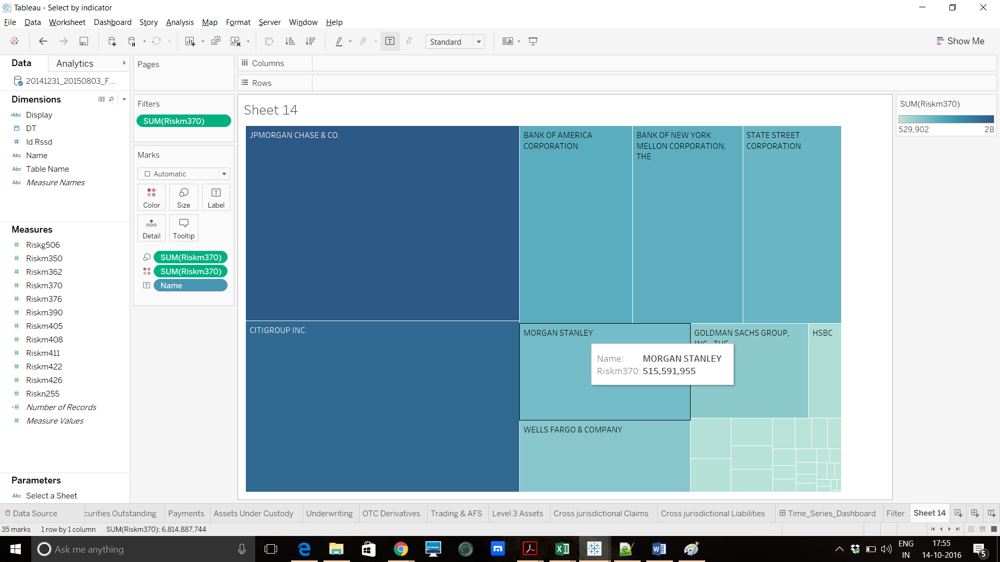 Tableau - Select by indicator
File Data Worksheet Dashboard Story Analysis Map Format Server Window Help
Standard
Show Me
Data Analytics
20141231_20150803_F...
Dimensions
Abc Display
DT
Id Rssd
Abc Name
Abc Table Name
Abc Measure Names
Measures
Riskg506
Riskm350
Riskm362
Riskm370
Riskm376
Riskm390
Riskm405
Riskm408
Riskm411
Riskm422
Riskm426
Riskn255
Number of Records
Measure Values
Parameters
Abc Select a Sheet
Pages
Filters
SUM(Riskm370)
Marks
Automatic
Color Size Label
Detail Tooltip
SUM(Riskm370)
SUM(Riskm370)
Name
Columns
Rows
Sheet 14
JPMORGAN CHASE & CO.
BANK OF AMERICA
CORPORATION
BANK OF NEW YORK
MELLON CORPORATION,
THE
STATE STREET
CORPORATION
CITIGROUP INC.
MORGAN STANLEY
GOLDMAN SACHS GROUP,
HSBC
Name: MORGAN STANLEY
Riskm370: 515,591,955
WELLS FARGO & COMPANY
SUM(Riskm370)
529,902 2B
Data Source curities Outstanding Payments Assets Under Custody Underwriting OTC Derivatives Trading & AFS Level 3 Assets Cross jurisdictional Claims Cross jurisdictional Liabilities Time_Series_Dashboard Filter Sheet 14
35 marks 1 row by 1 column SUM(Riskm370): 6,814,887,744
Ask me anything
ENG
IN
17:55
14-10-2016
5